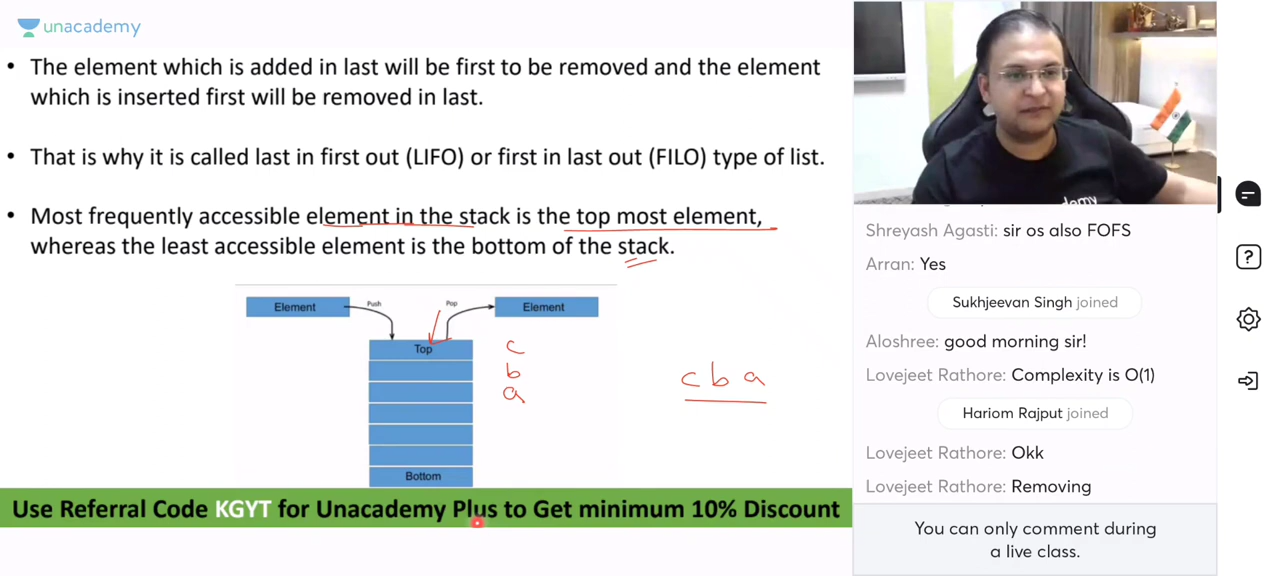 unacademy
• The element which is added in last will be first to be removed and the element
which is inserted first will be removed in last.
• That is why it is called last in first out (LIFO) or first in last out (FILO) type of list.
• Most frequently accessible element in the stack is the top most element,
whereas the least accessible element is the bottom of the stack.
Element
Push
Pop
Element
Top
Bottom
c
b
a
c b a
Use Referral Code KGYT for Unacademy Plus to Get minimum 10% Discount
Shreyash Agasti: sir os also FOFS
Arran: Yes
Sukhjeevan Singh joined
Aloshree: good morning sir!
Lovejeet Rathore: Complexity is O(1)
Hariom Rajput joined
Lovejeet Rathore: Okk
Lovejeet Rathore: Removing
You can only comment during
a live class.
?